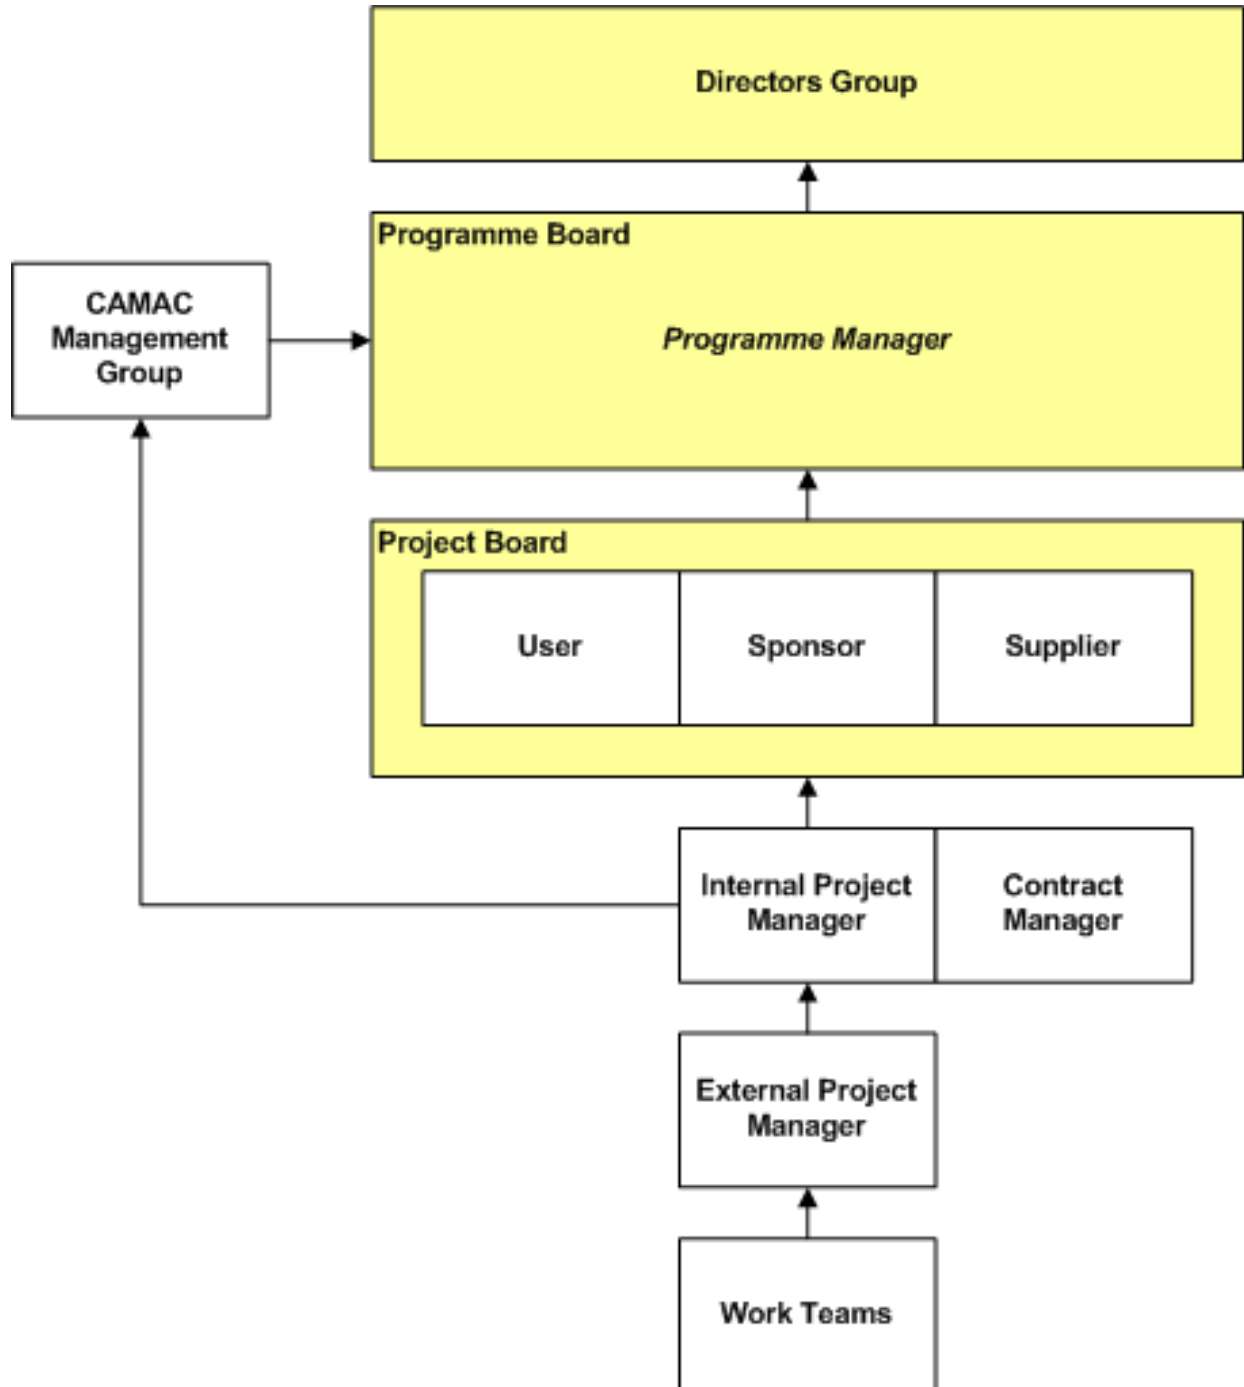 Directors Group
Programme Board
CAMAC
Management
Group
Programme Manager
Project Board
User
Sponsor
Supplier
Internal Project
Manager
Contract
Manager
External Project
Manager
Work Teams